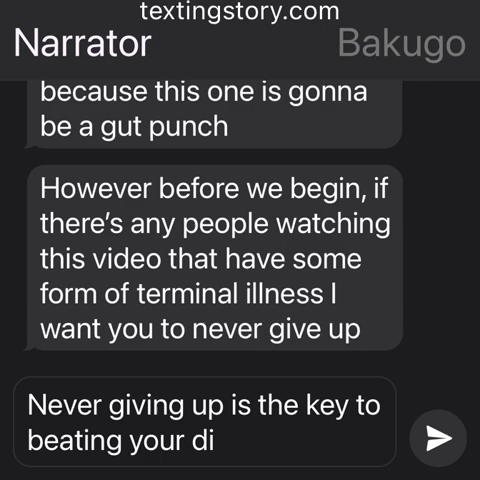 textingstory.com
Narrator
Bakugo
because this one is gonna
be a gut punch
However before we begin, if
there’s any people watching
this video that have some
form of terminal illness I
want you to never give up
Never giving up is the key to
beating your di